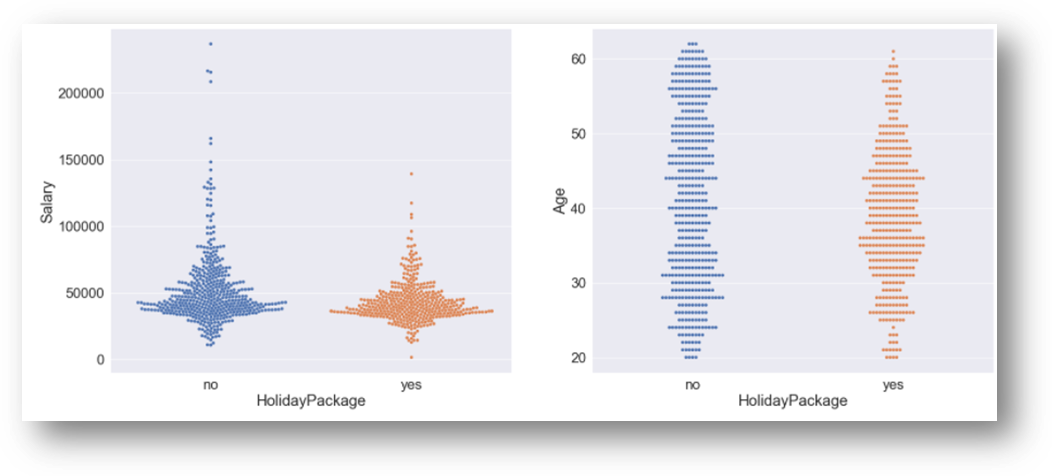 200000
150000
100000
50000
0
Salary
no
yes
HolidayPackage
60
50
40
30
20
Age
no
yes
HolidayPackage